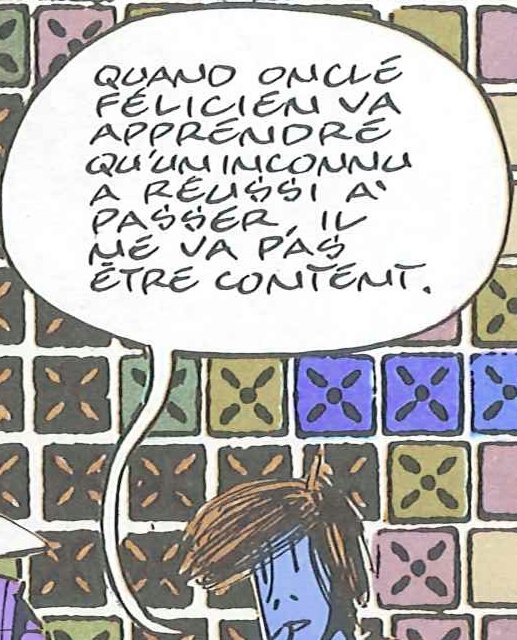 QUAND ONCLE
FÉLICIEN VA
APPRENDRE
QU'UN INCONNU
A RÉUSSI À
PASSER, IL
NE VA PAS
ÊTRE CONTENT.